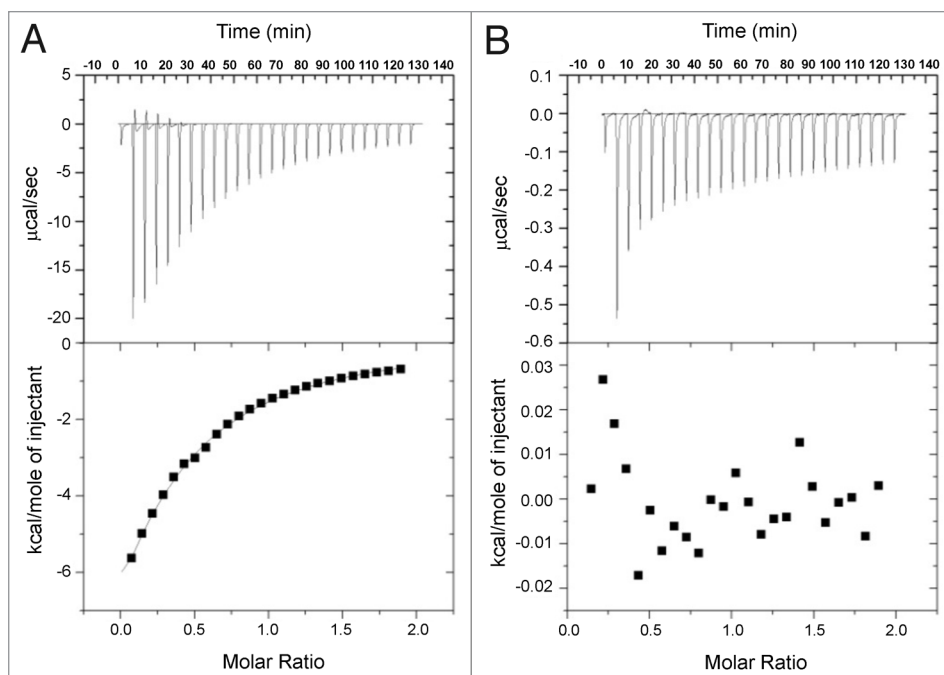 A
Time (min)
-10 0 10 20 30 40 50 60 70 80 90 100 110 120 130 140
5
0
-5
-10
-15
-20
µcal/sec
0
-2
-4
-6
kcal/mole of injectant
0.0 0.5 1.0 1.5 2.0
Molar Ratio
B
Time (min)
-10 0 10 20 30 40 50 60 70 80 90 100 110 120 130 140
0.1
0.0
-0.1
-0.2
-0.3
-0.4
-0.5
-0.6
µcal/sec
0.03
0.02
0.01
0.00
-0.01
-0.02
kcal/mole of injectant
0.0 0.5 1.0 1.5 2.0
Molar Ratio